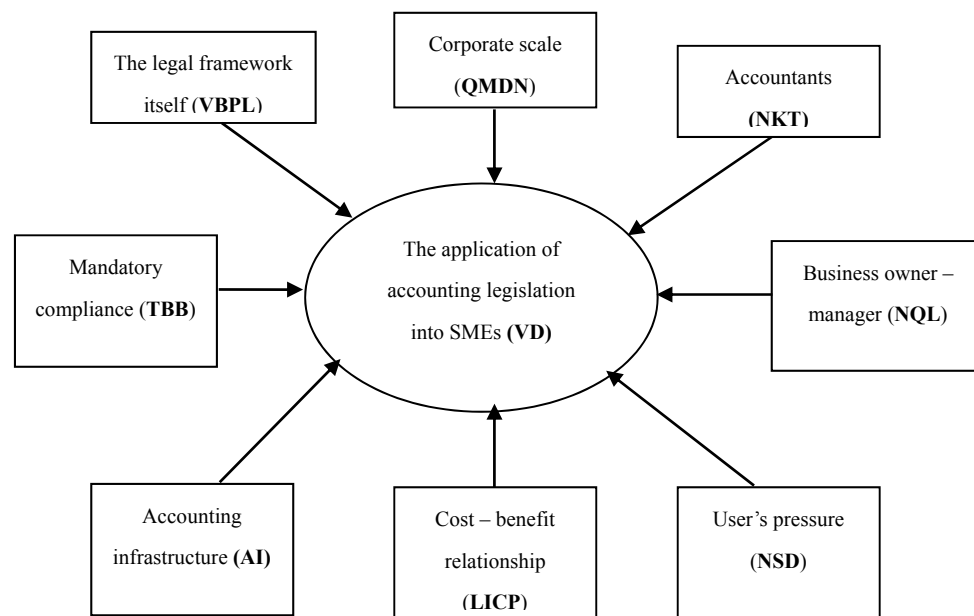 The legal framework
itself (VBPL)
Corporate scale
(QMDN)
Accountants
(NKT)
Mandatory
compliance (TBB)
The application of
accounting legislation
into SMEs (VD)
Business owner –
manager (NQL)
Accounting
infrastructure (AI)
Cost – benefit
relationship
(LICP)
User’s pressure
(NSD)